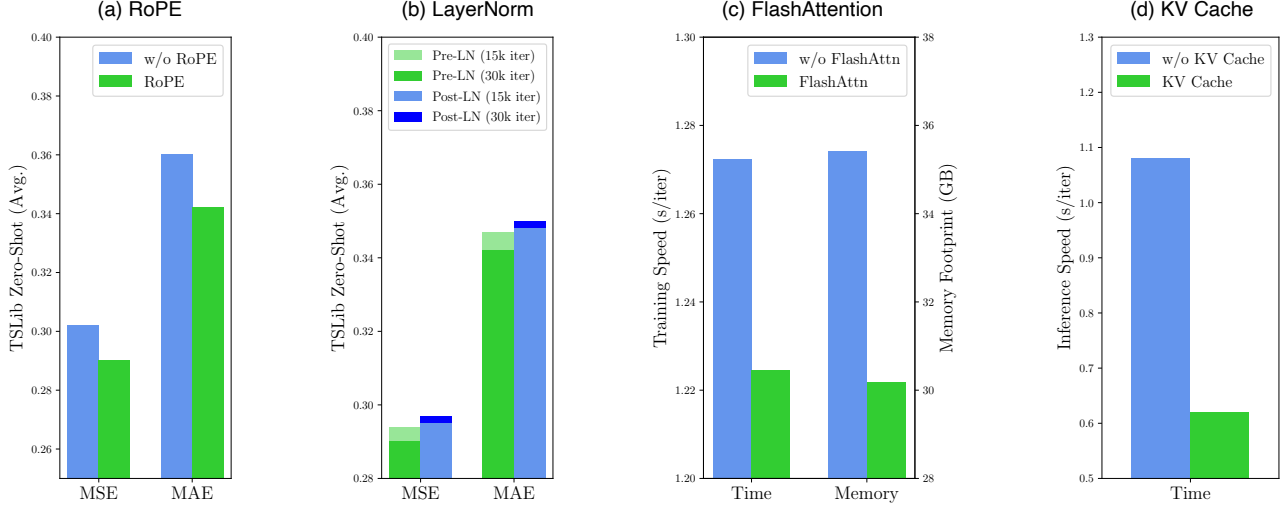 (a) RoPE
TSLib Zero-Shot (Avg.)
0.40
0.38
0.36
0.34
0.32
0.30
0.28
0.26
w/o RoPE
RoPE
MSE
MAE
(b) LayerNorm
TSLib Zero-Shot (Avg.)
0.40
0.38
0.36
0.34
0.32
0.30
0.28
Pre-LN (15k iter)
Pre-LN (30k iter)
Post-LN (15k iter)
Post-LN (30k iter)
MSE
MAE
(c) FlashAttention
Training Speed (s/iter)
1.30
1.28
1.26
1.24
1.22
1.20
w/o FlashAttn
FlashAttn
38
36
34
32
30
28
Memory Footprint (GB)
Time
Memory
(d) KV Cache
Inference Speed (s/iter)
1.3
1.2
1.1
1.0
0.9
0.8
0.7
0.6
0.5
w/o KV Cache
KV Cache
Time